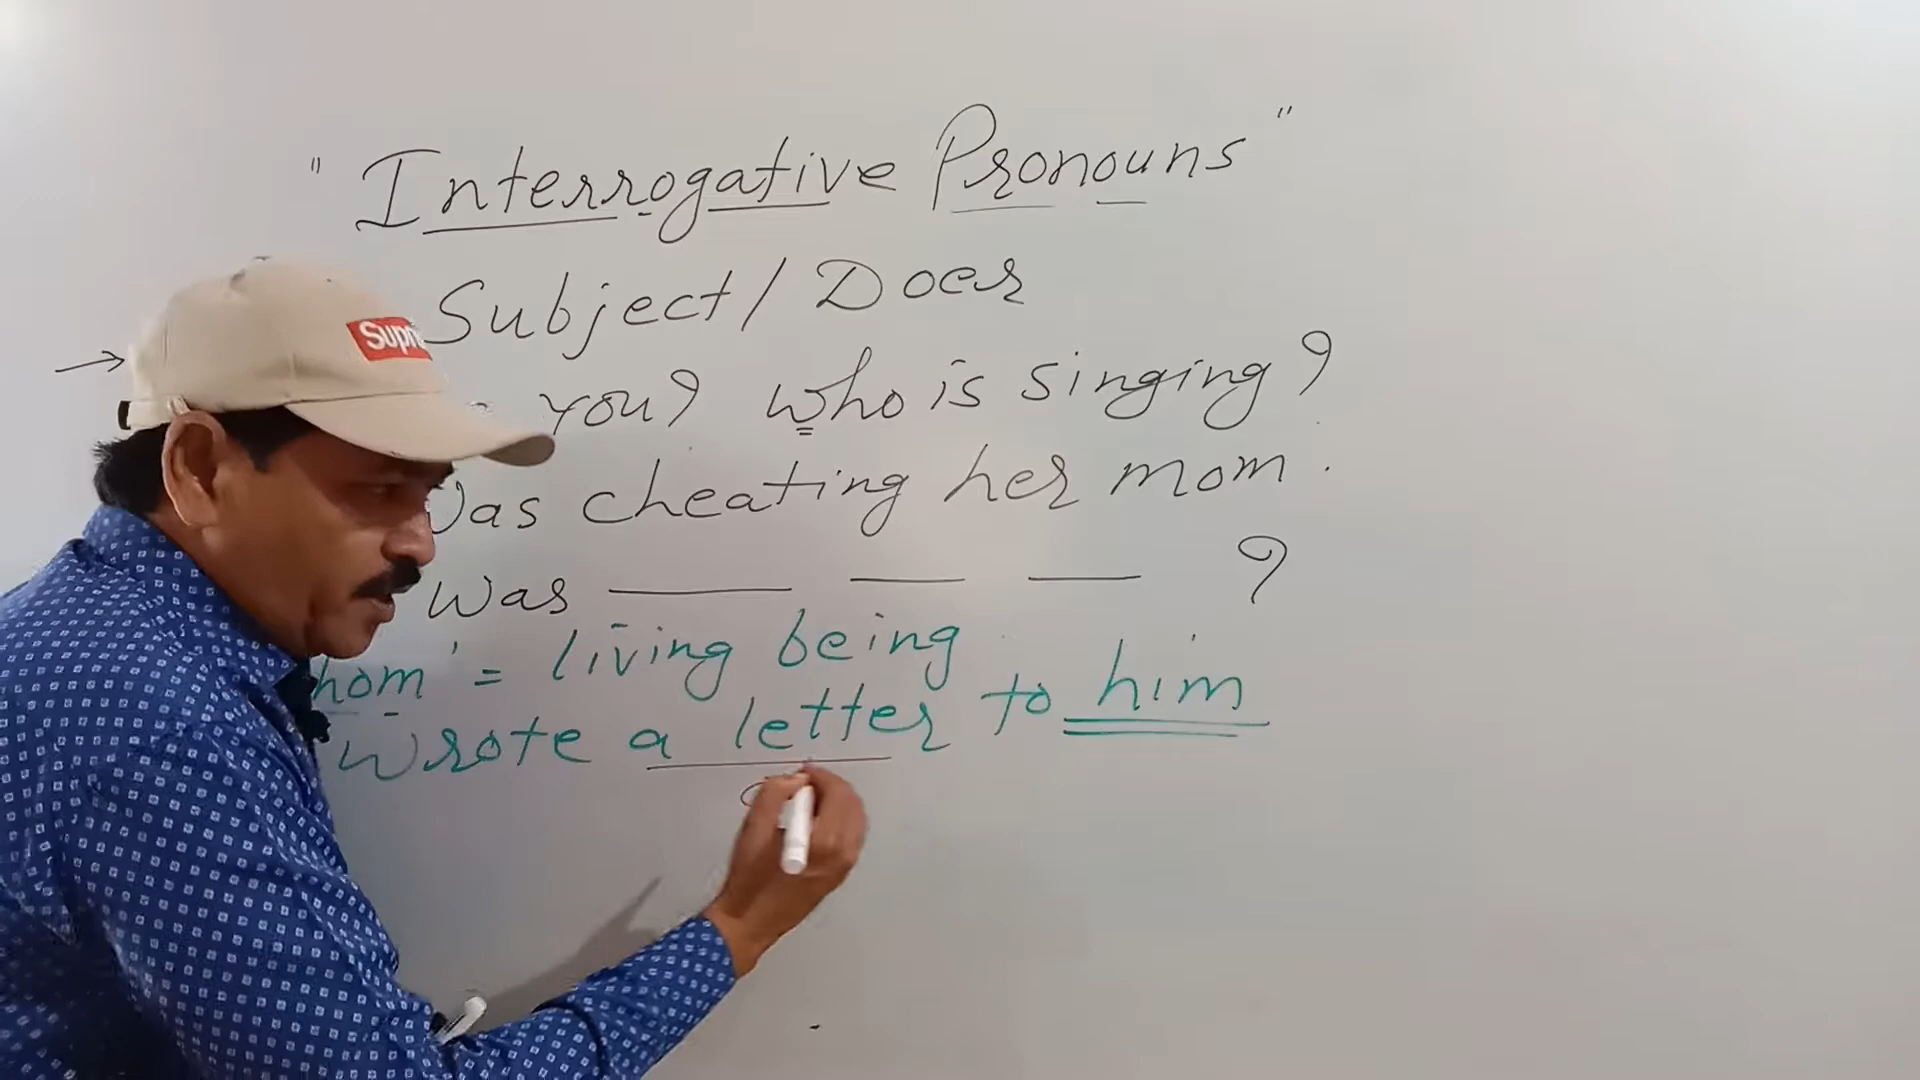 "Interrogative Pronouns"
Subject/Doer
Supr
you? who is singing?
was cheating her mom.
was ___ ___ ___ ?
hom' = living being
wrote a letter to him